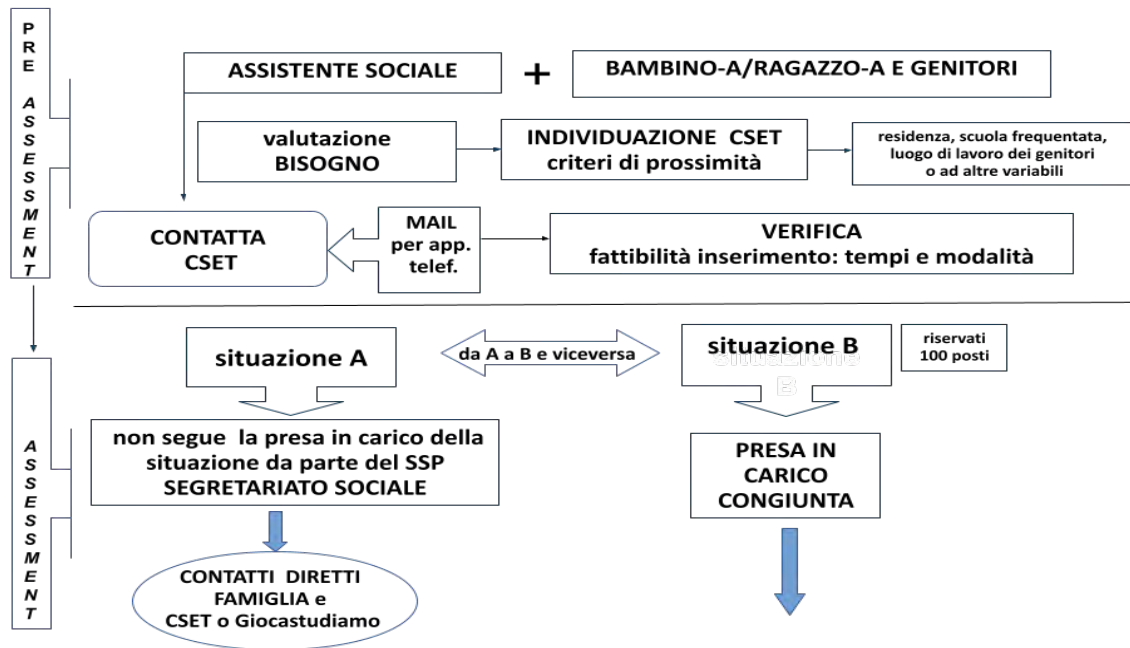 PRE ASSESSMENT
ASSISTENTE SOCIALE
+
BAMBINO-A/RAGAZZO-A E GENITORI
valutazione
BISOGNO
INDIVIDUAZIONE CSET
criteri di prossimità
residenza, scuola frequentata,
luogo di lavoro dei genitori
o ad altre variabili
CONTATTA
CSET
MAIL
per app.
telef.
VERIFICA
fattibilità inserimento: tempi e modalità
ASSESSMENT
situazione A
da A a B e viceversa
situazione B
situazione
B
riservati
100 posti
non segue la presa in carico della
situazione da parte del SSP
SEGRETARIATO SOCIALE
PRESA IN
CARICO
CONGIUNTA
CONTATTI DIRETTI
FAMIGLIA e
CSET o Giocastudiamo